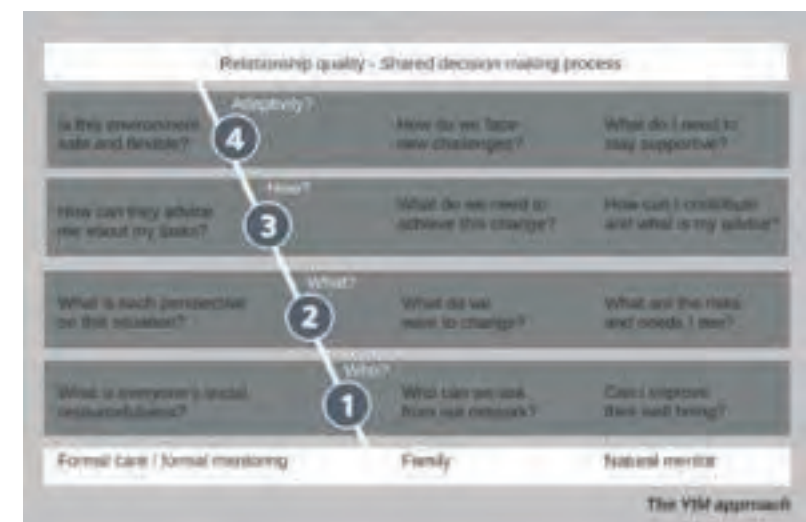 Relationship quality - Shared decision making process
Adaptively?
4
Is this environment
safe and flexible?
How do we face
new challenges?
What do I need to
stay supportive?
How?
3
How can they advise
me about my tasks?
What do we need to
achieve this change?
How can I contribute
and what is my advice?
What?
2
What is each perspective
on this situation?
What do we
want to change?
What are the risks
and needs I see?
Who?
1
What is everyone's social
resourcefulness?
Who can we ask
from our network?
Can I improve
their well being?
Formal care / formal mentoring
Family
Natural mentor
The YIM approach